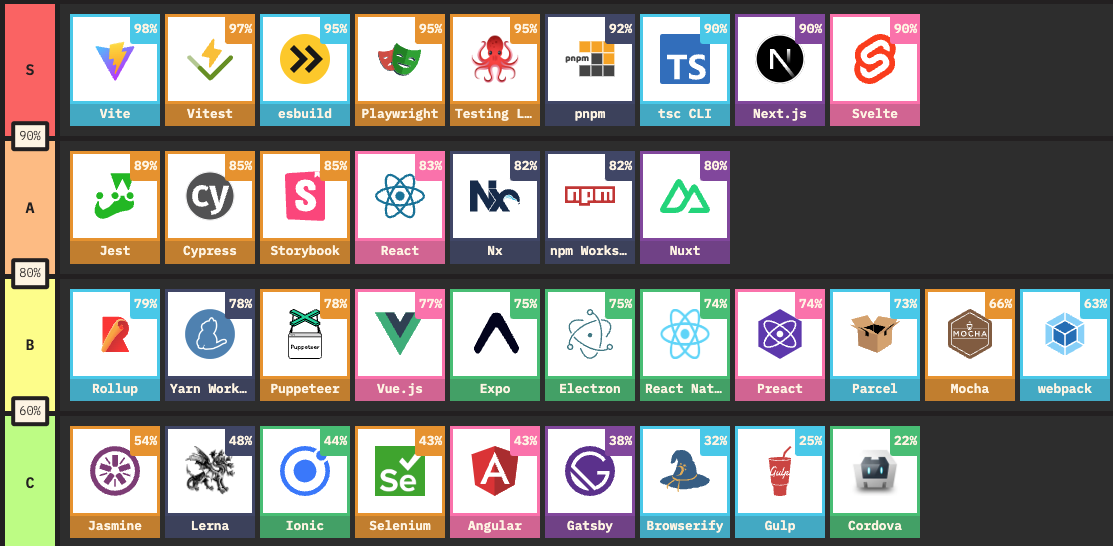 S
98% 97% 95% 95% 95% 92% 90% 90% 90%
pnpm TS N
Vite Vitest esbuild Playwright Testing L… pnpm tsc CLI Next.js Svelte
90%
A
89% 85% 85% 83% 82% 82% 80%
cy S Nx npm
Jest Cypress Storybook React Nx npm Works… Nuxt
80%
B
79% 78% 78% 77% 75% 75% 74% 74% 73% 66% 63%
R Puppeteer MOCHA
Rollup Yarn Work… Puppeteer Vue.js Expo Electron React Nat… Preact Parcel Mocha webpack
60%
C
54% 48% 44% 43% 43% 38% 32% 25% 22%
Se A G Gulp
Jasmine Lerna Ionic Selenium Angular Gatsby Browserify Gulp Cordova